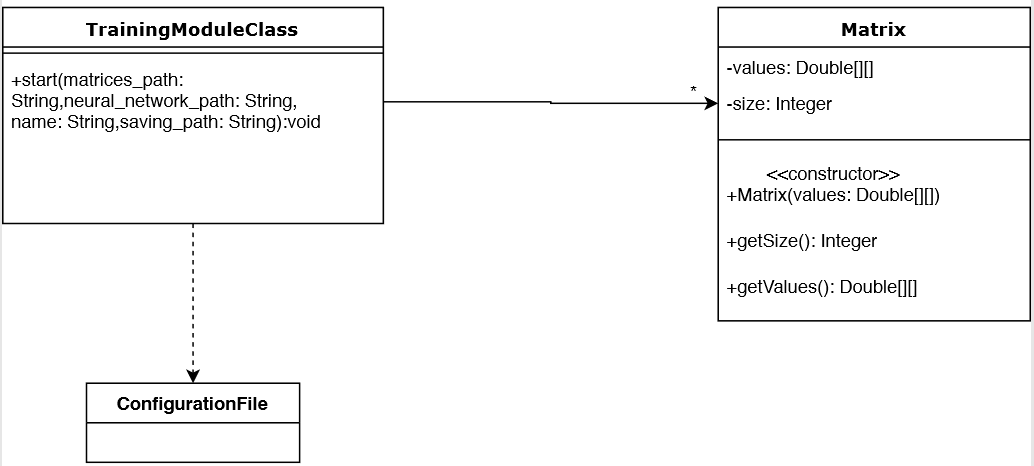 TrainingModuleClass
+start(matrices_path:
String,neural_network_path: String,
name: String,saving_path: String):void
*
Matrix
-values: Double[][]
-size: Integer
<<constructor>>
+Matrix(values: Double[][])
+getSize(): Integer
+getValues(): Double[][]
ConfigurationFile